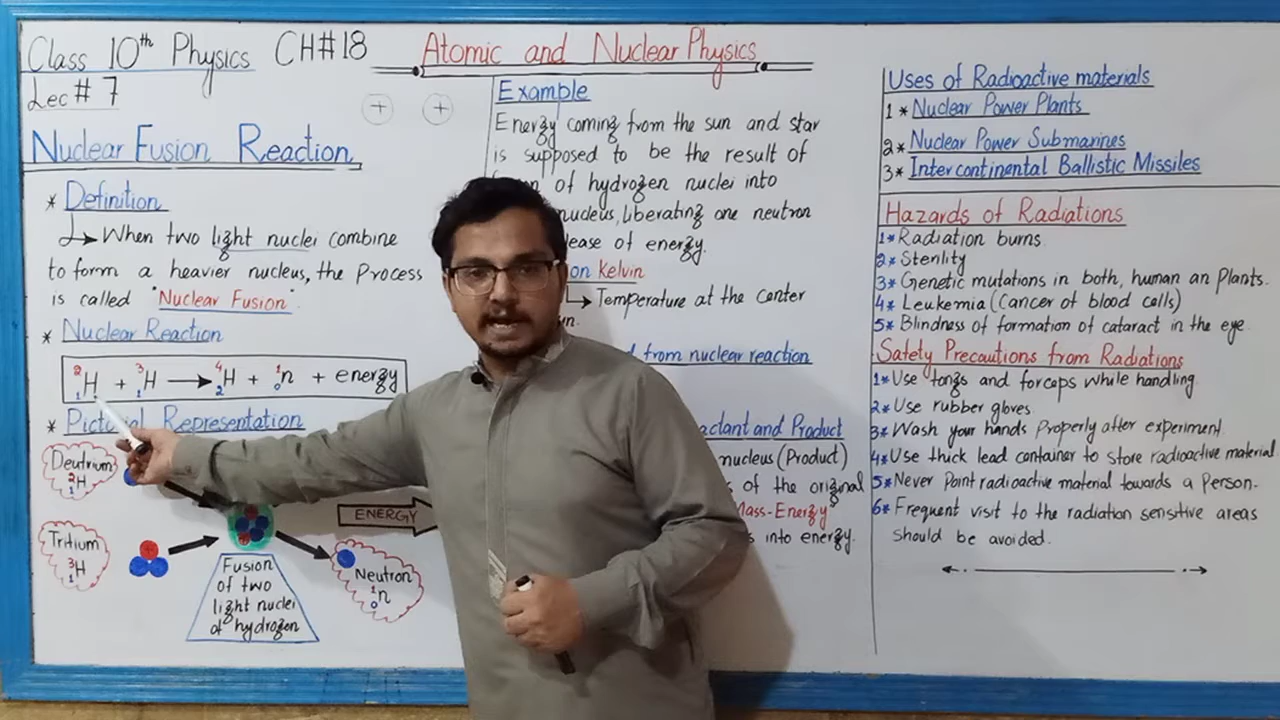 Class 10th Physics CH#18
Lec # 7
Atomic and Nuclear Physics
Nuclear Fusion Reaction
* Definition
When two light nuclei combine
to form a heavier nucleus, the Process
is called "Nuclear Fusion".
* Nuclear Reaction
²₁H + ³₁H → ⁴₂H + ¹₀n + energy
* Pictorial Representation
Deutrium
²₁H
Tritium
³₁H
Fusion
of two
light nuclei
of hydrogen
Neutron
¹₀n
ENERGY
+ +
Example
Energy coming from the sun and star
is supposed to be the result of
of hydrogen nuclei into
nucleus, liberating one neutron
lease of energy.
on Kelvin
Temperature at the center
from nuclear reaction
actant and Product
nucleus (Product)
of the original
Mass-Energy
into energy.
Uses of Radioactive materials
1 * Nuclear Power Plants
2* Nuclear Power Submarines
3* Intercontinental Ballistic Missiles
Hazards of Radiations
1* Radiation burns
2* Sterility
3* Genetic mutations in both, human an Plants.
4* Leukemia (cancer of blood cells)
5* Blindness of formation of cataract in the eye
Safety Precautions from Radiations
1* Use tongs and forceps while handling.
2* Use rubber gloves
3* Wash your hands Properly after experiment.
4* Use thick lead container to store radioactive material
5* Never Point radioactive material towards a Person.
6* Frequent visit to the radiation sensitive areas
should be avoided.